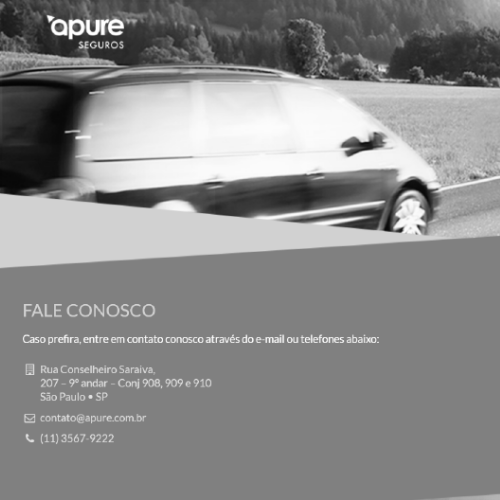 apure
SEGUROS
FALE CONOSCO
Caso prefira, entre em contato conosco através do e-mail ou telefones abaixo:
Rua Conselheiro Saraiva,
207 – 9º andar – Conj 908, 909 e 910
São Paulo • SP
contato@apure.com.br
(11) 3567-9222